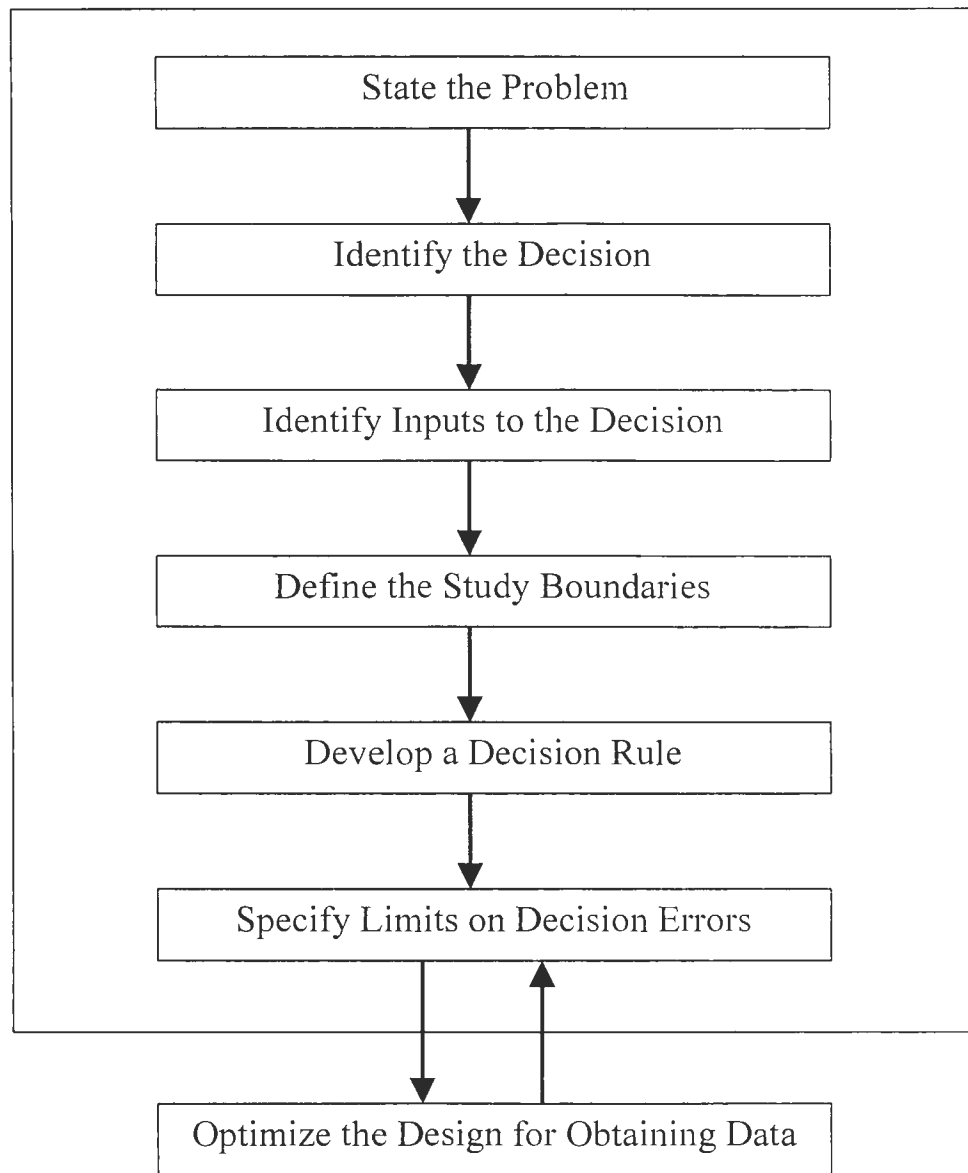 State the Problem
Identify the Decision
Identify Inputs to the Decision
Define the Study Boundaries
Develop a Decision Rule
Specify Limits on Decision Errors
Optimize the Design for Obtaining Data